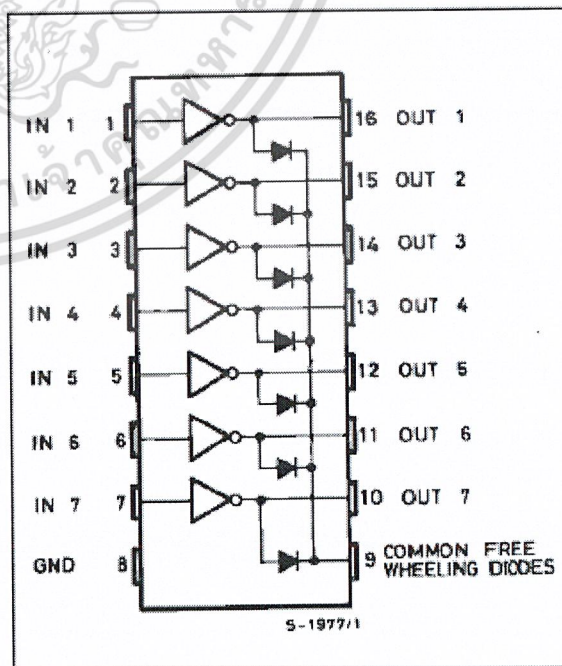 IN 1 1 16 OUT 1
IN 2 2 15 OUT 2
IN 3 3 14 OUT 3
IN 4 4 13 OUT 4
IN 5 5 12 OUT 5
IN 6 6 11 OUT 6
IN 7 7 10 OUT 7
GND 8 9 COMMON FREE
WHEELING DIODES
S-1977/1